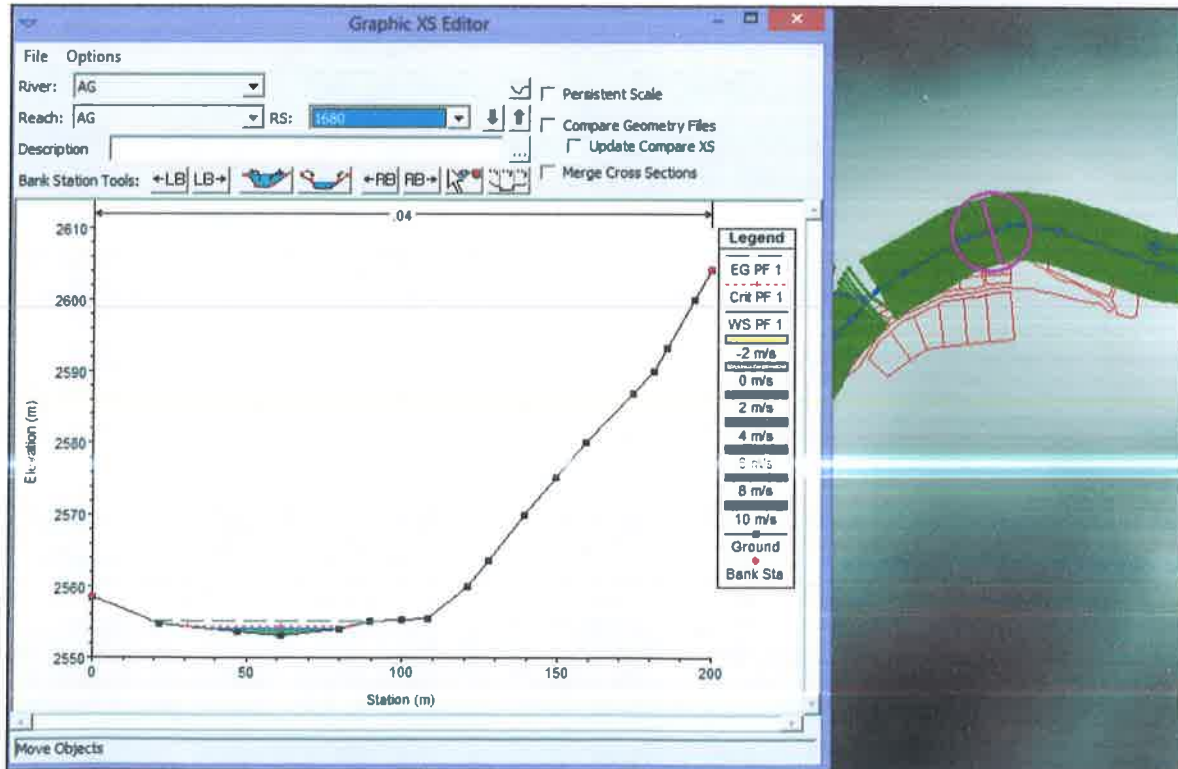 Graphic XS Editor
File Options
River: AG
Reach: AG RS: 1680
Description ...
Bank Station Tools: LB LB RB RB
Persistent Scale
Compare Geometry Files
Update Compare XS
Merge Cross Sections
.04
2610
2600
2590
2580
2570
2560
2550
Elevation (m)
0 50 100 150 200
Station (m)
Legend
EG PF 1
Crit PF 1
WS PF 1
-2 m/s
0 m/s
2 m/s
4 m/s
6 m/s
8 m/s
10 m/s
Ground
Bank Sta
Move Objects